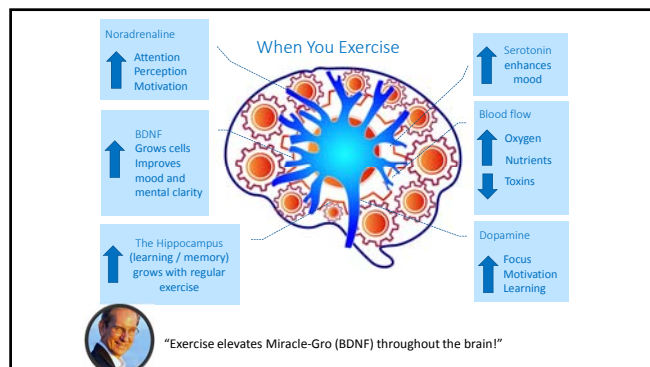 Noradrenaline
Attention
Perception
Motivation
When You Exercise
Serotonin
enhances
mood
BDNF
Grows cells
Improves
mood and
mental clarity
Blood flow
Oxygen
Nutrients
Toxins
The Hippocampus
(learning / memory)
grows with regular
exercise
Dopamine
Focus
Motivation
Learning
“Exercise elevates Miracle-Gro (BDNF) throughout the brain!”